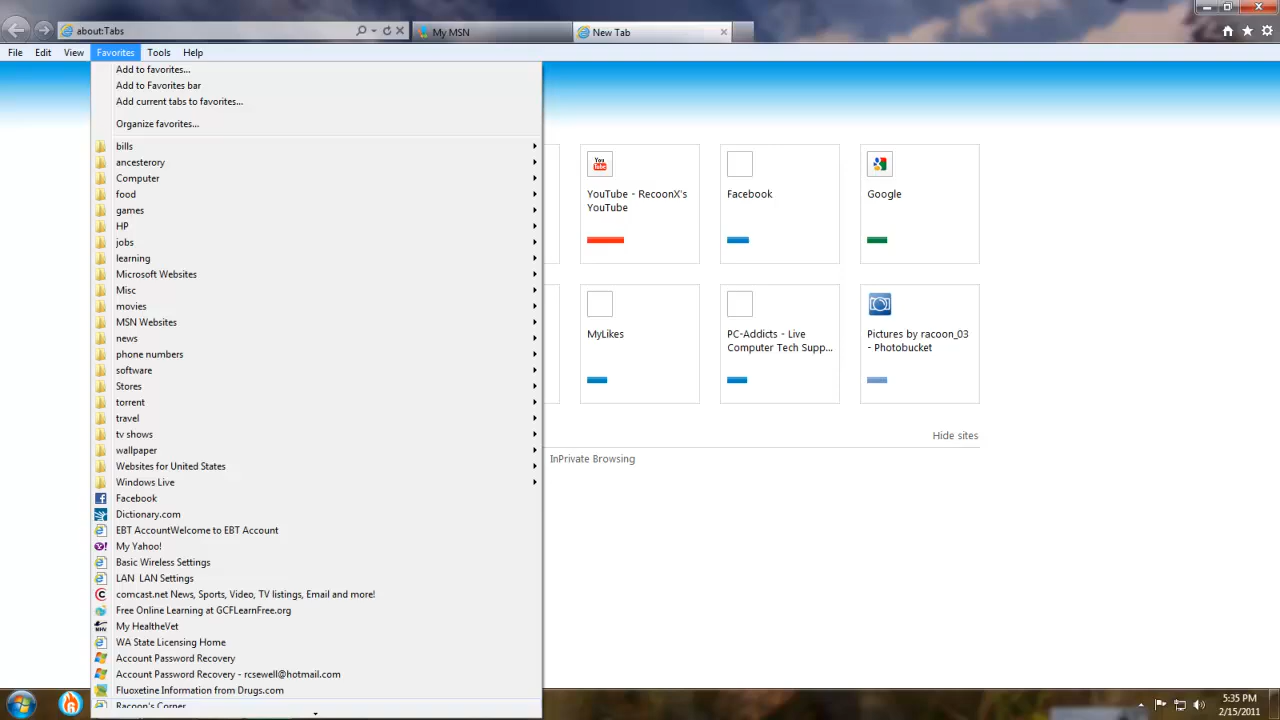 about:Tabs
My MSN
New Tab
File Edit View Favorites Tools Help
Add to favorites...
Add to Favorites bar
Add current tabs to favorites...
Organize favorites...
bills
ancesterory
Computer
food
games
HP
jobs
learning
Microsoft Websites
Misc
movies
MSN Websites
news
phone numbers
software
Stores
torrent
travel
tv shows
wallpaper
Websites for United States
Windows Live
Facebook
Dictionary.com
EBT AccountWelcome to EBT Account
My Yahoo!
Basic Wireless Settings
LAN  LAN Settings
comcast.net News, Sports, Video, TV listings, Email and more!
Free Online Learning at GCFLearnFree.org
My HealtheVet
WA State Licensing Home
Account Password Recovery
Account Password Recovery - rcsewell@hotmail.com
Fluoxetine Information from Drugs.com
Racoon's Corner
You
Tube
YouTube - RecoonX's
YouTube
Facebook
Google
MyLikes
PC-Addicts - Live
Computer Tech Supp...
Pictures by racoon_03
- Photobucket
Hide sites
InPrivate Browsing
5:35 PM
2/15/2011